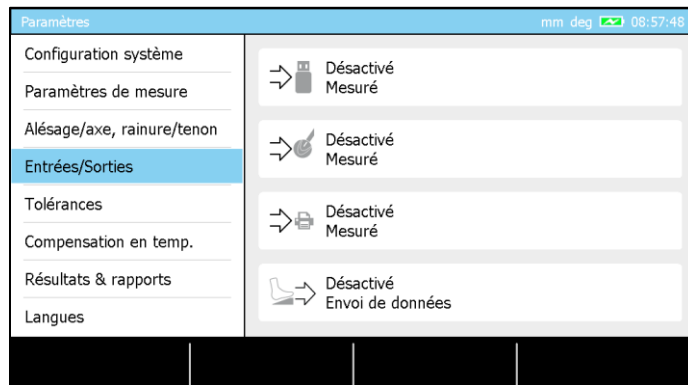 Paramètres
mm deg 08:57:48
Configuration système
Paramètres de mesure
Alésage/axe, rainure/tenon
Entrées/Sorties
Tolérances
Compensation en temp.
Résultats & rapports
Langues
Désactivé
Mesuré
Désactivé
Mesuré
Désactivé
Mesuré
Désactivé
Envoi de données